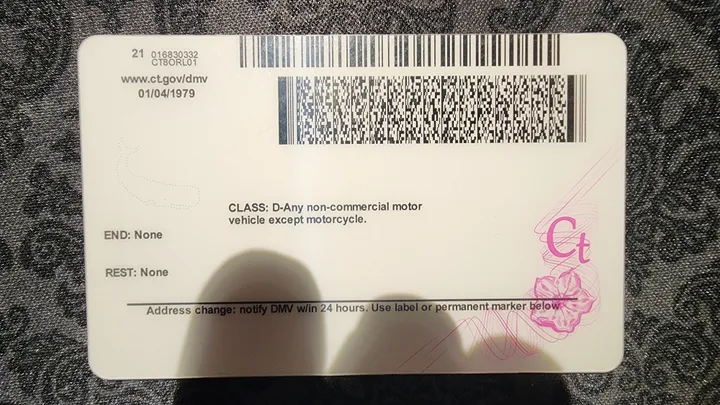 21 016830332
CT8ORL01
www.ct.gov/dmv
01/04/1979
CLASS: D-Any non-commercial motor
vehicle except motorcycle.
END: None
REST: None
Ct
Address change: notify DMV w/in 24 hours. Use label or permanent marker below